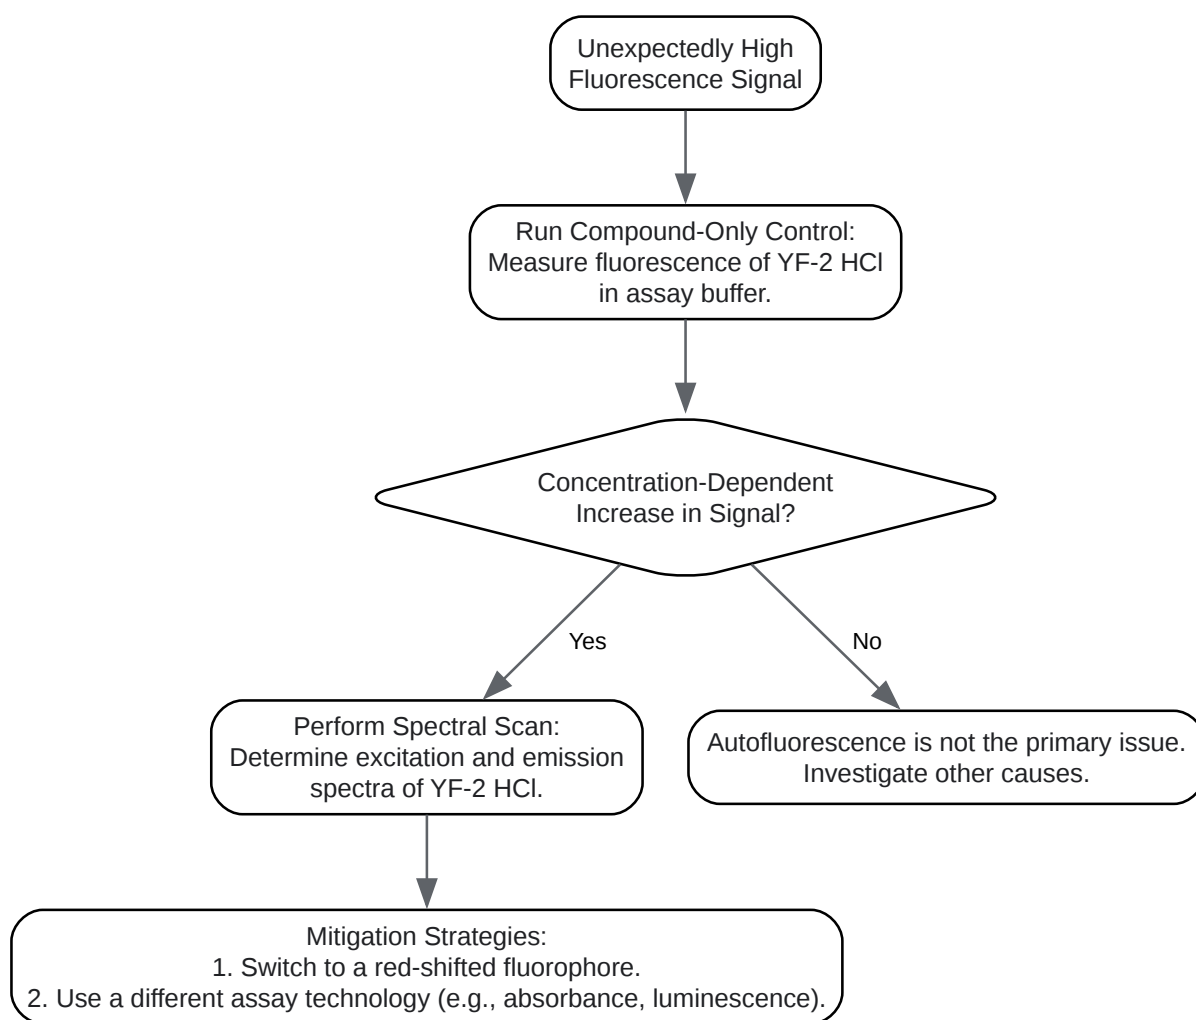 Unexpectedly High
Fluorescence Signal
Run Compound-Only Control:
Measure fluorescence of YF-2 HCl
in assay buffer.
Concentration-Dependent
Increase in Signal?
Yes
No
Perform Spectral Scan:
Determine excitation and emission
spectra of YF-2 HCl.
Autofluorescence is not the primary issue.
Investigate other causes.
Mitigation Strategies:
1. Switch to a red-shifted fluorophore.
2. Use a different assay technology (e.g., absorbance, luminescence).